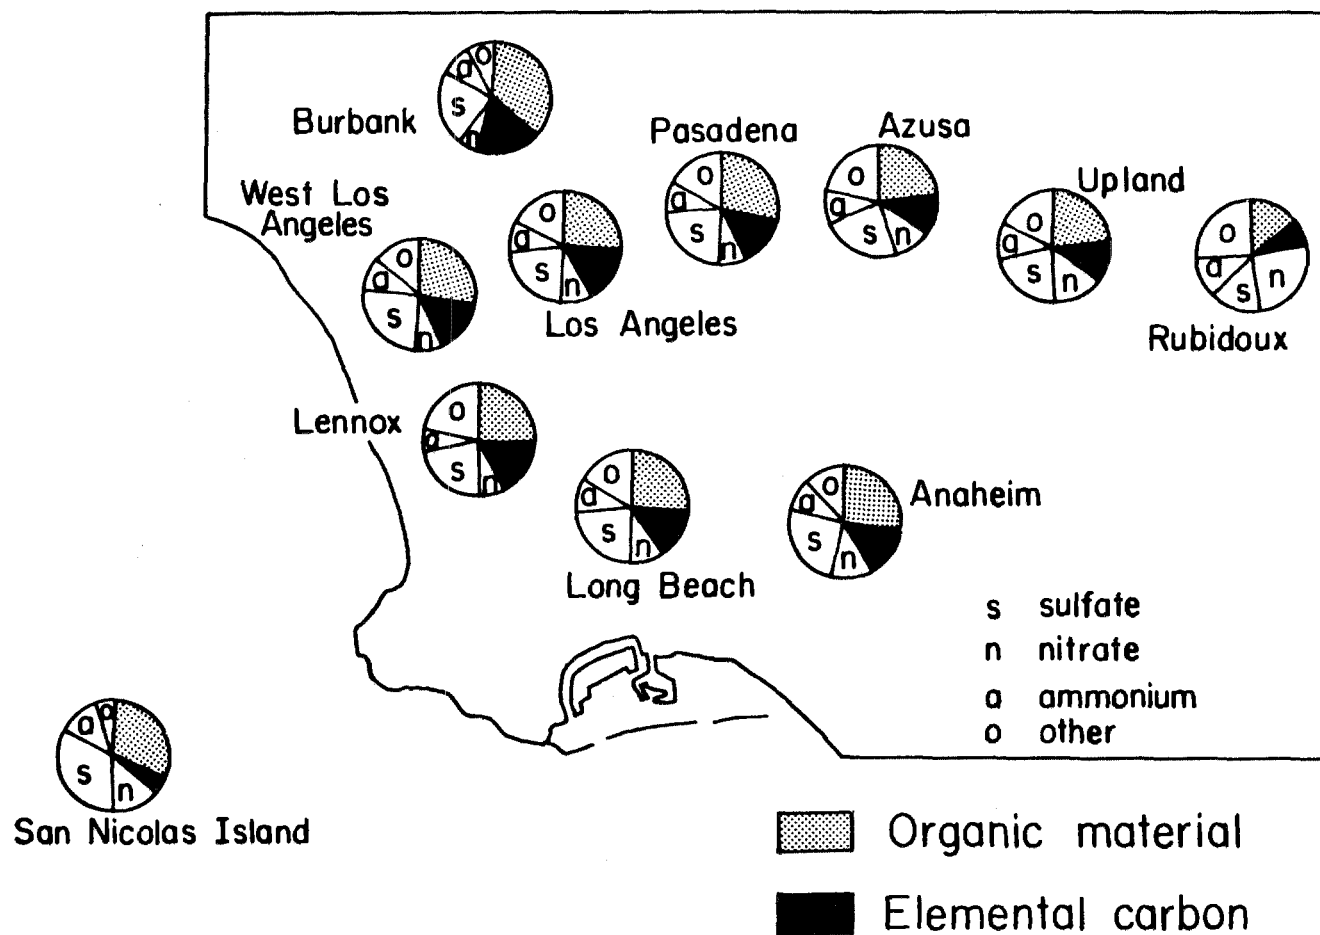 o
a
Burbank
s
n
Pasadena
Azusa
o
a
s
n
o
a
s
n
Upland
o
a
s
n
o
a
n
s
Rubidoux
West Los
Angeles
o
a
s
n
o
a
s
n
Los Angeles
Lennox
o
a
s
n
o
a
s
n
Long Beach
o
a
s
n
Anaheim
s sulfate
n nitrate
a ammonium
o other
a
s
n
San Nicolas Island
Organic material
Elemental carbon